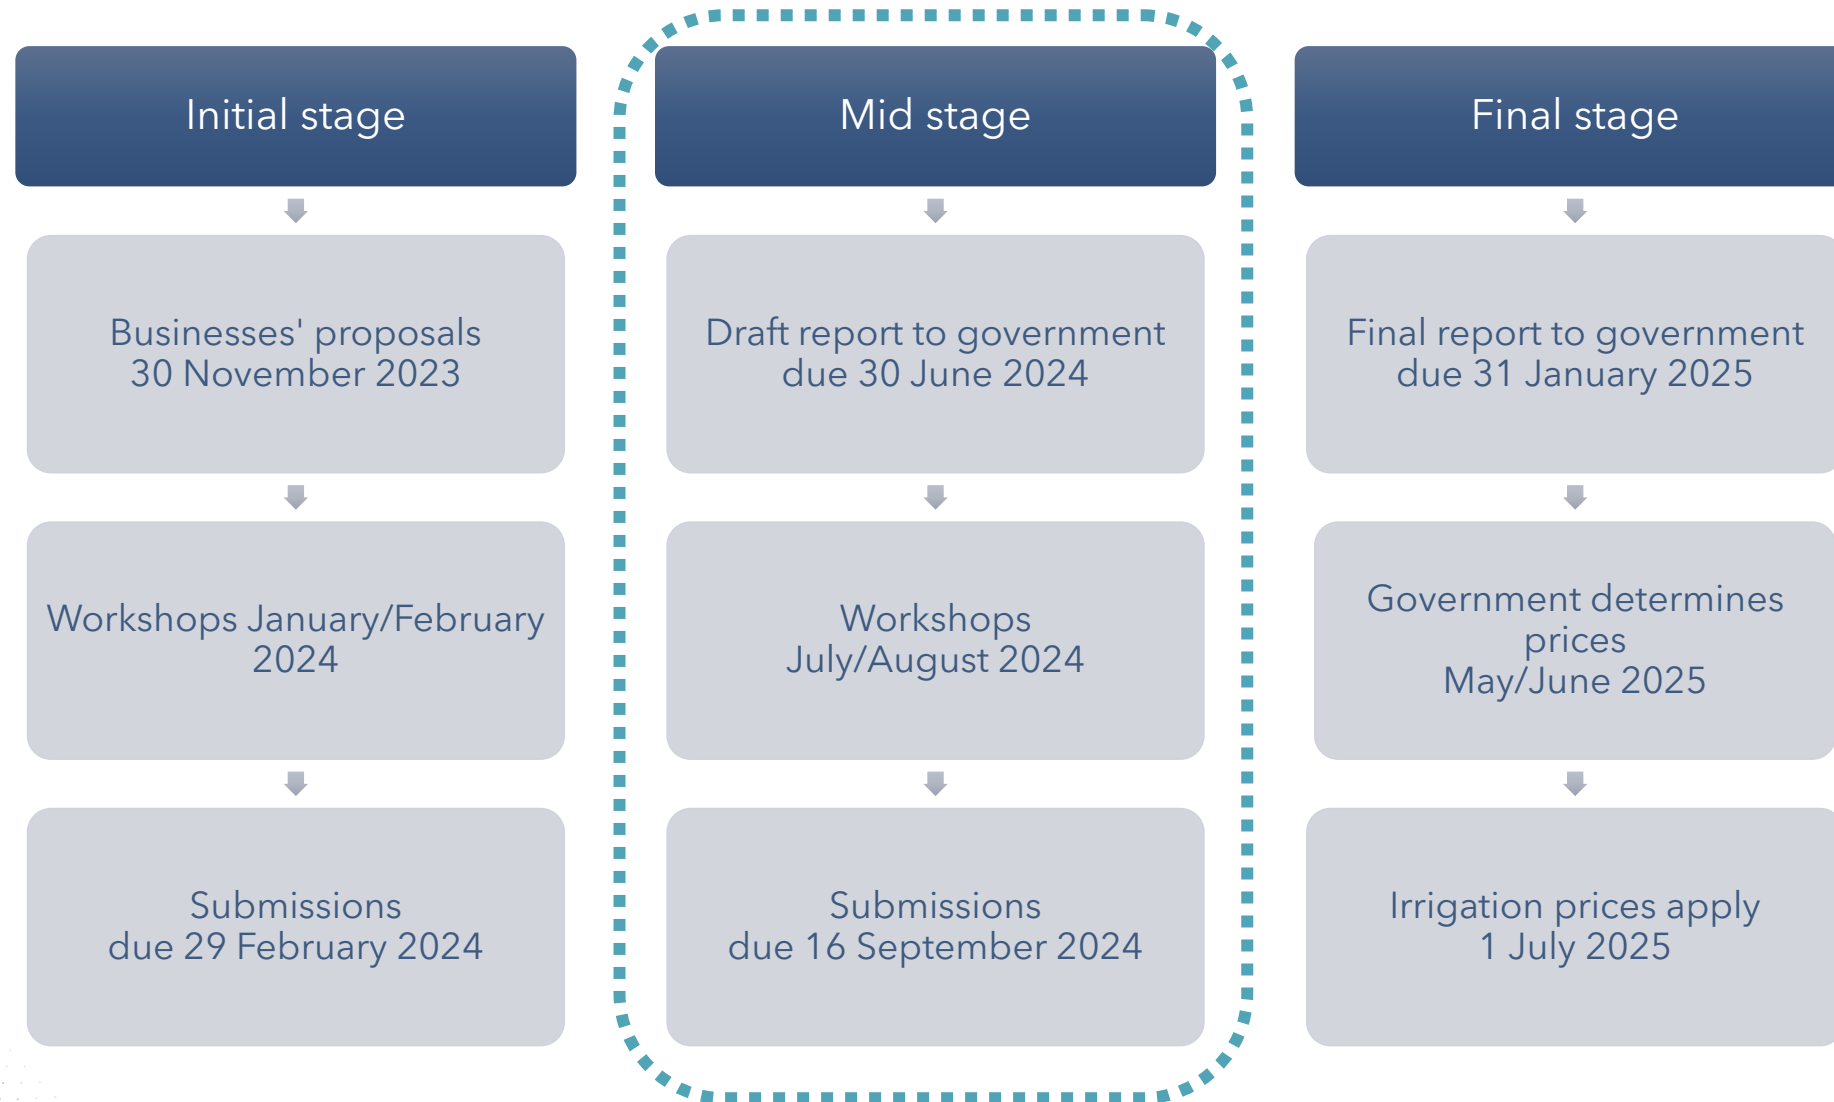 Initial stage
Businesses' proposals
30 November 2023
Workshops January/February
2024
Submissions
due 29 February 2024
Mid stage
Draft report to government
due 30 June 2024
Workshops
July/August 2024
Submissions
due 16 September 2024
Final stage
Final report to government
due 31 January 2025
Government determines
prices
May/June 2025
Irrigation prices apply
1 July 2025